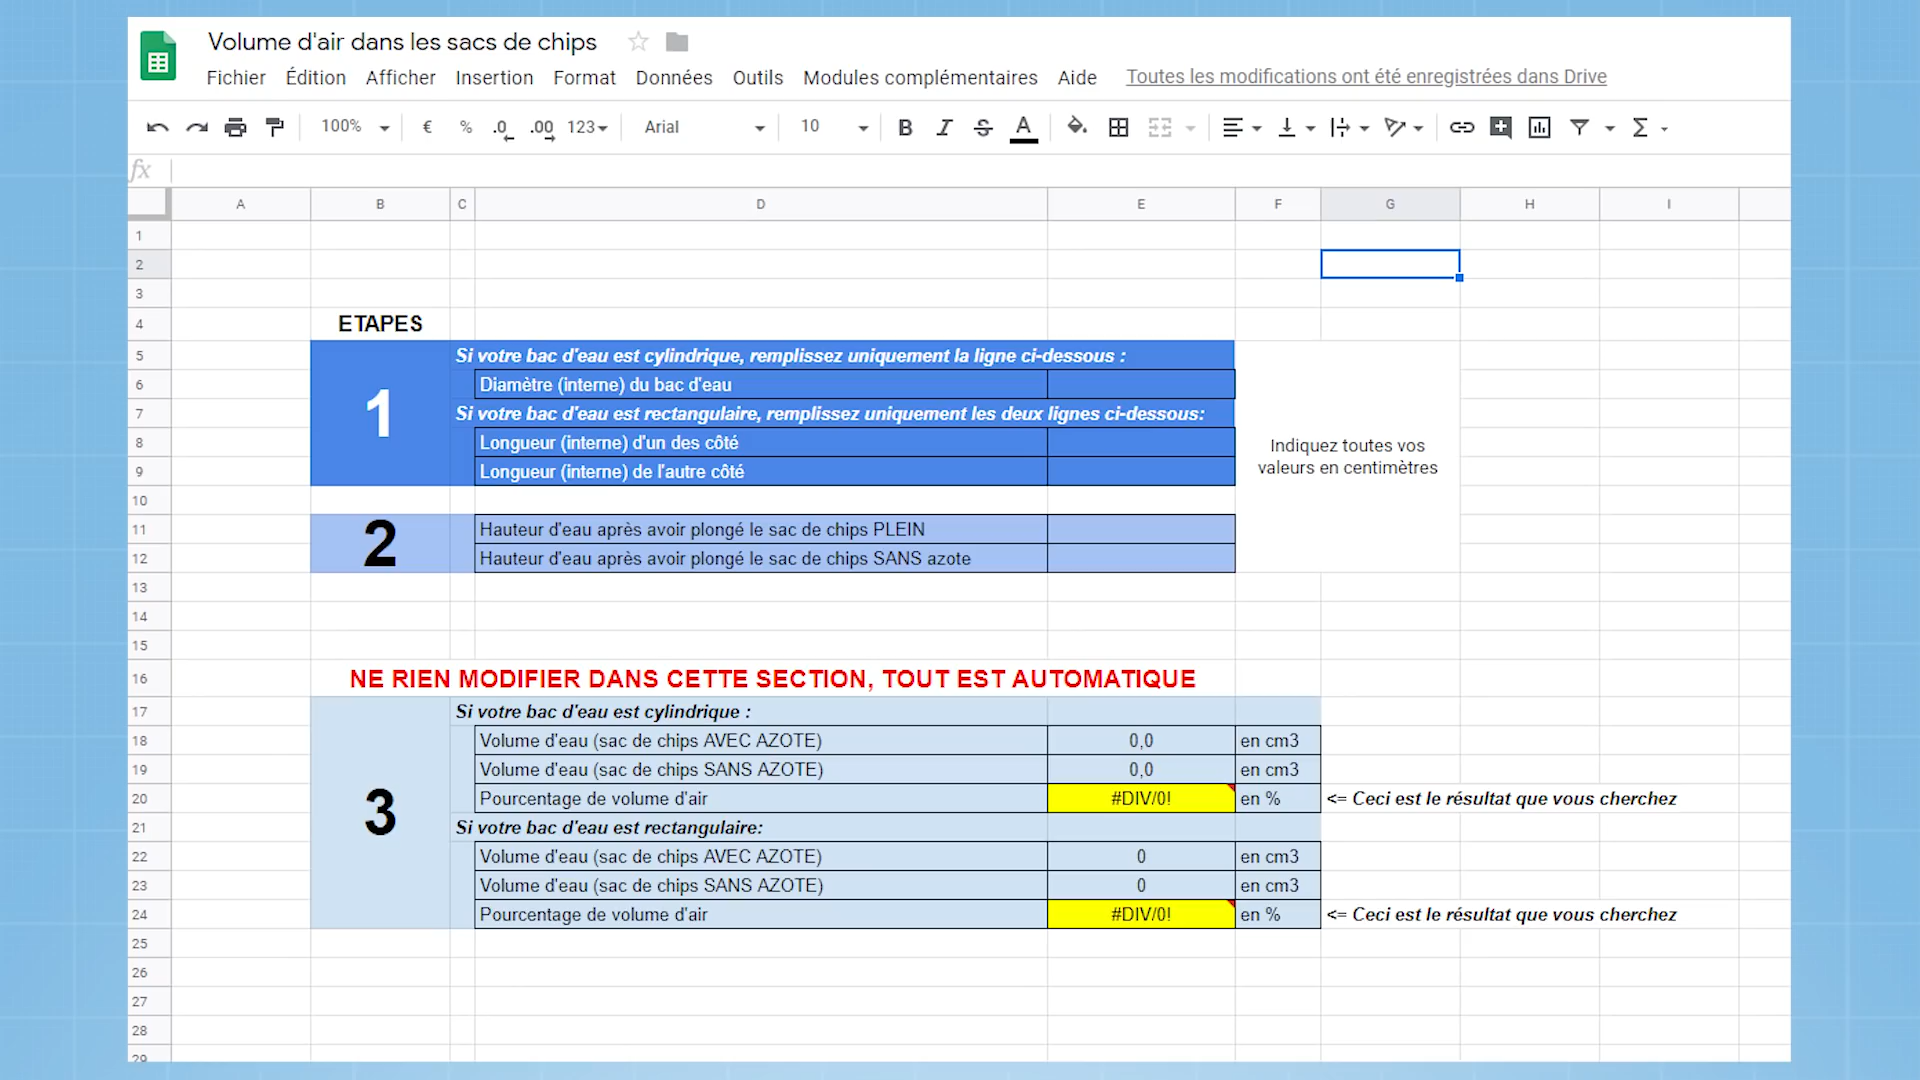 Volume d'air dans les sacs de chips
Fichier Édition Afficher Insertion Format Données Outils Modules complémentaires Aide Toutes les modifications ont été enregistrées dans Drive
100% € % .0 .00 123 Arial 10 B I S A Σ
fx
A B C D E F G H I
1
2
3
4 ETAPES
5 Si votre bac d'eau est cylindrique, remplissez uniquement la ligne ci-dessous :
6 Diamètre (interne) du bac d'eau
1
7 Si votre bac d'eau est rectangulaire, remplissez uniquement les deux lignes ci-dessous:
8 Longueur (interne) d'un des côté
Indiquez toutes vos
valeurs en centimètres
9 Longueur (interne) de l'autre côté
10
11 Hauteur d'eau après avoir plongé le sac de chips PLEIN
2
12 Hauteur d'eau après avoir plongé le sac de chips SANS azote
13
14
15
16 NE RIEN MODIFIER DANS CETTE SECTION, TOUT EST AUTOMATIQUE
17 Si votre bac d'eau est cylindrique :
18 Volume d'eau (sac de chips AVEC AZOTE) 0,0 en cm3
19 Volume d'eau (sac de chips SANS AZOTE) 0,0 en cm3
20 Pourcentage de volume d'air #DIV/0! en % <= Ceci est le résultat que vous cherchez
3
21 Si votre bac d'eau est rectangulaire:
22 Volume d'eau (sac de chips AVEC AZOTE) 0 en cm3
23 Volume d'eau (sac de chips SANS AZOTE) 0 en cm3
24 Pourcentage de volume d'air #DIV/0! en % <= Ceci est le résultat que vous cherchez
25
26
27
28
29